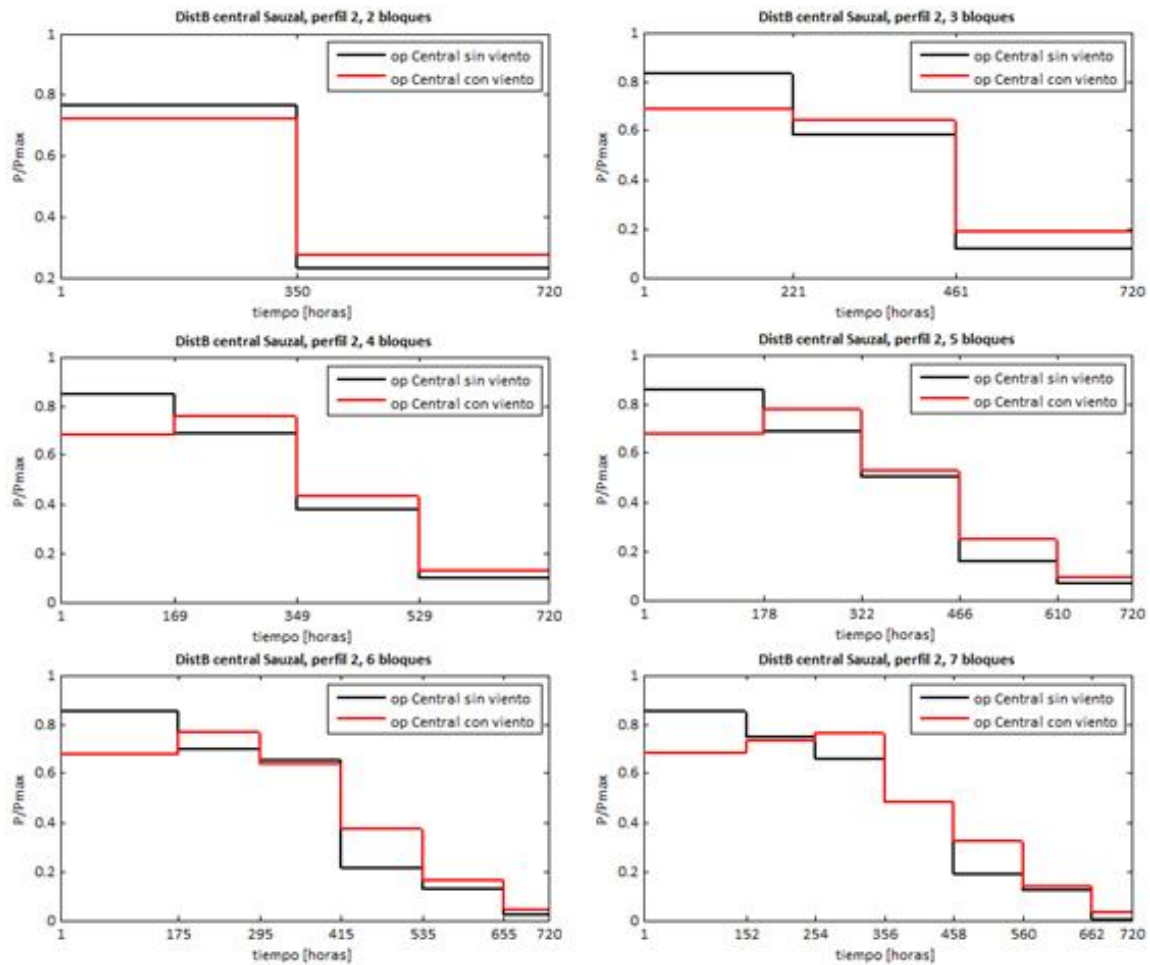 DistB central Sauzal, perfil 2, 2 bloques
op Central sin viento
op Central con viento
P/Pmax
1
0.8
0.6
0.4
0.2
1 350 720
tiempo [horas]
DistB central Sauzal, perfil 2, 3 bloques
op Central sin viento
op Central con viento
P/Pmax
1
0.8
0.6
0.4
0.2
0
1 221 461 720
tiempo [horas]
DistB central Sauzal, perfil 2, 4 bloques
op Central sin viento
op Central con viento
P/Pmax
1
0.8
0.6
0.4
0.2
0
1 169 349 529 720
tiempo [horas]
DistB central Sauzal, perfil 2, 5 bloques
op Central sin viento
op Central con viento
P/Pmax
1
0.8
0.6
0.4
0.2
0
1 178 322 466 610 720
tiempo [horas]
DistB central Sauzal, perfil 2, 6 bloques
op Central sin viento
op Central con viento
P/Pmax
1
0.8
0.6
0.4
0.2
0
1 175 295 415 535 655 720
tiempo [horas]
DistB central Sauzal, perfil 2, 7 bloques
op Central sin viento
op Central con viento
P/Pmax
1
0.8
0.6
0.4
0.2
0
1 152 254 356 458 560 662 720
tiempo [horas]